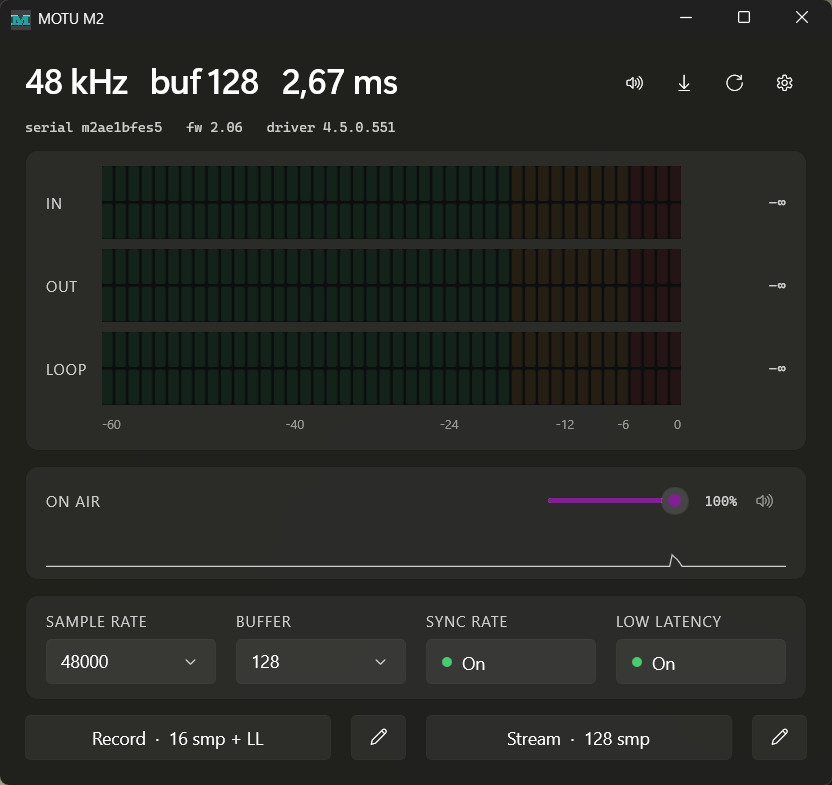 MOTU M2
48 kHz buf 128 2,67 ms
serial m2ae1bfes5 fw 2.06 driver 4.5.0.551
IN -∞
OUT -∞
LOOP -∞
-60 -40 -24 -12 -6 0
ON AIR 100%
SAMPLE RATE BUFFER SYNC RATE LOW LATENCY
48000 128 On On
Record · 16 smp + LL Stream · 128 smp